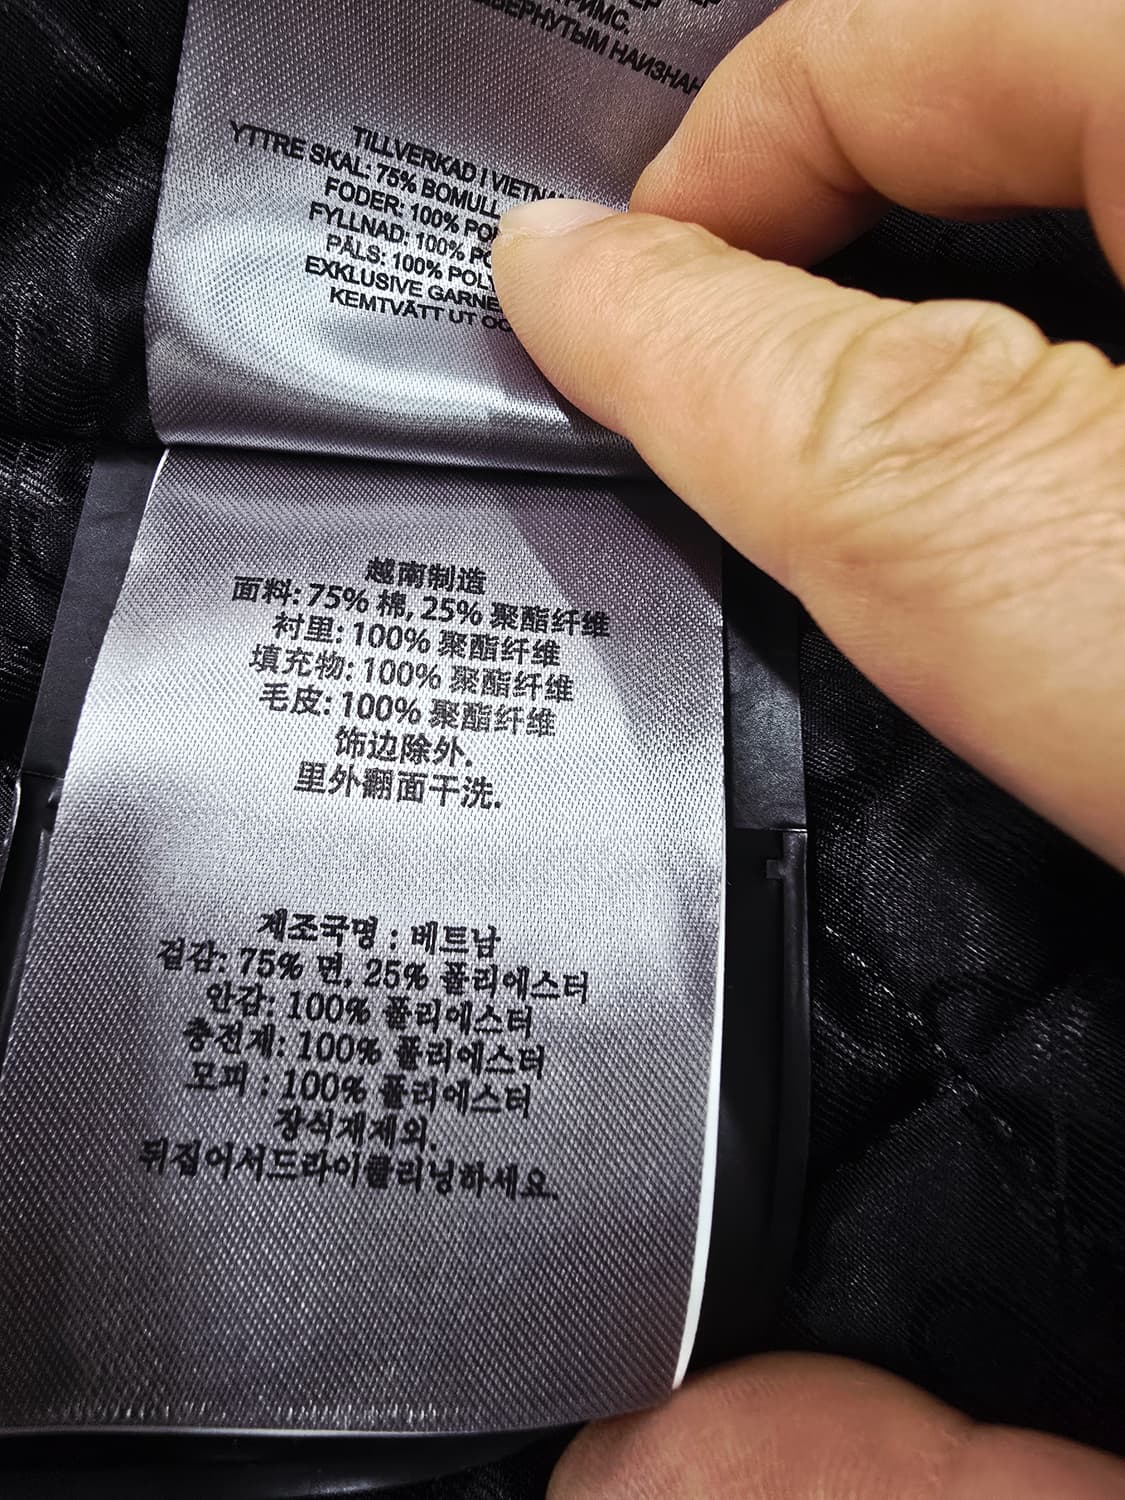 ТРИМС.
НАИЗНАН
TILLVERKAD I VIETNA
YTTRE SKAL: 75% BOMULL,
FODER: 100% PO
FYLLNAD: 100% PO
PÄLS: 100% POLY
EXKLUSIVE GARNE
KEMTVÄTT UT OC
越南制造
面料: 75% 棉, 25% 聚酯纤维
衬里: 100% 聚酯纤维
填充物: 100% 聚酯纤维
毛皮: 100% 聚酯纤维
饰边除外.
里外翻面干洗.
제조국명 : 베트남
겉감: 75% 면, 25% 폴리에스터
안감: 100% 폴리에스터
충전재: 100% 폴리에스터
모피 : 100% 폴리에스터
장식재제외.
뒤집어서드라이클리닝하세요.